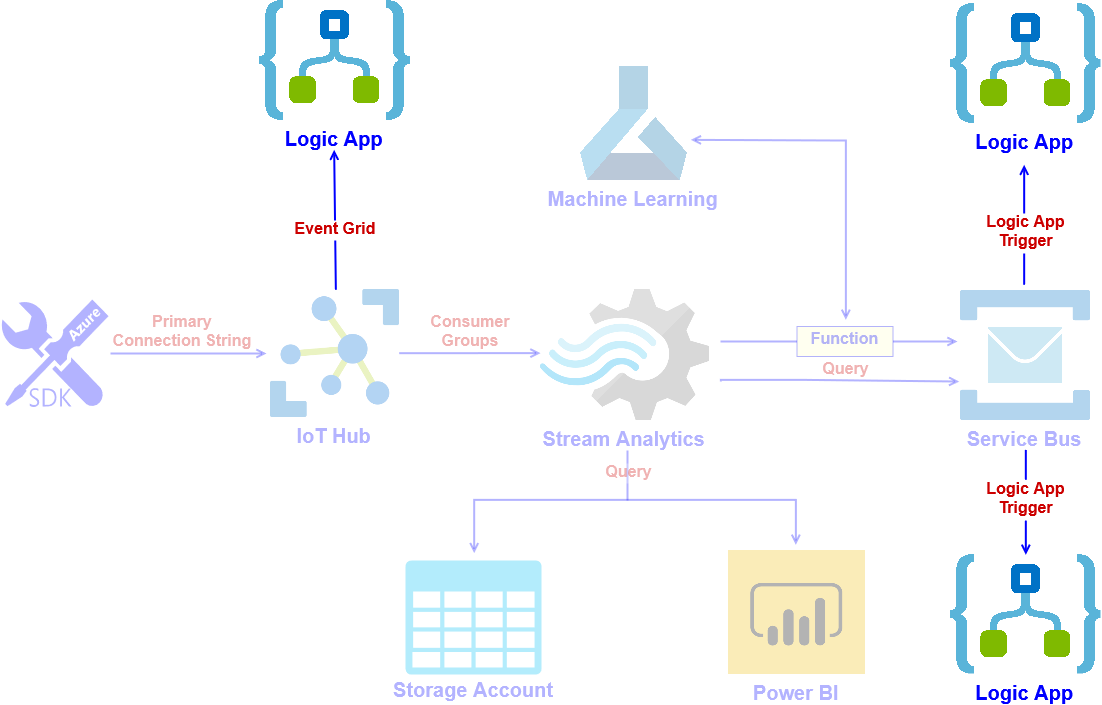 Logic App
Logic App
Machine Learning
Event Grid
Logic App
Trigger
Azure
SDK
Primary
Connection String
IoT Hub
Consumer
Groups
Stream Analytics
Function
Query
Service Bus
Query
Logic App
Trigger
Storage Account
Power BI
Logic App